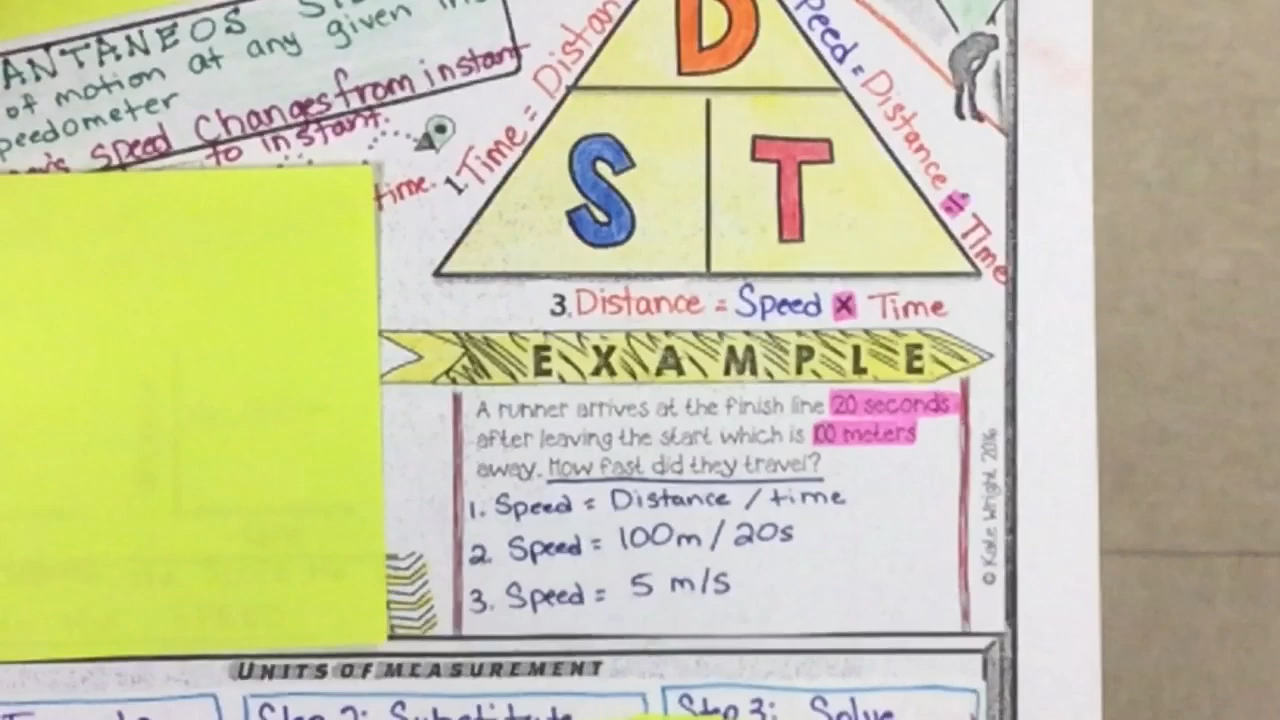 ANTANEOS
of motion at any given
peedometer
speed Changes from instant
to instant.
time.
1. Time = Distan
D
S T
peed = Distance ÷ Time
3. Distance = Speed x Time
EXAMPLE
A runner arrives at the finish line 20 seconds
after leaving the start which is 100 meters
away. How fast did they travel?
1. Speed = Distance / time
2. Speed = 100m / 20s
3. Speed = 5 m/s
© Kate Wright 2016
UNITS OF MEASUREMENT
Step 2: Substitute
Step 3: Solve